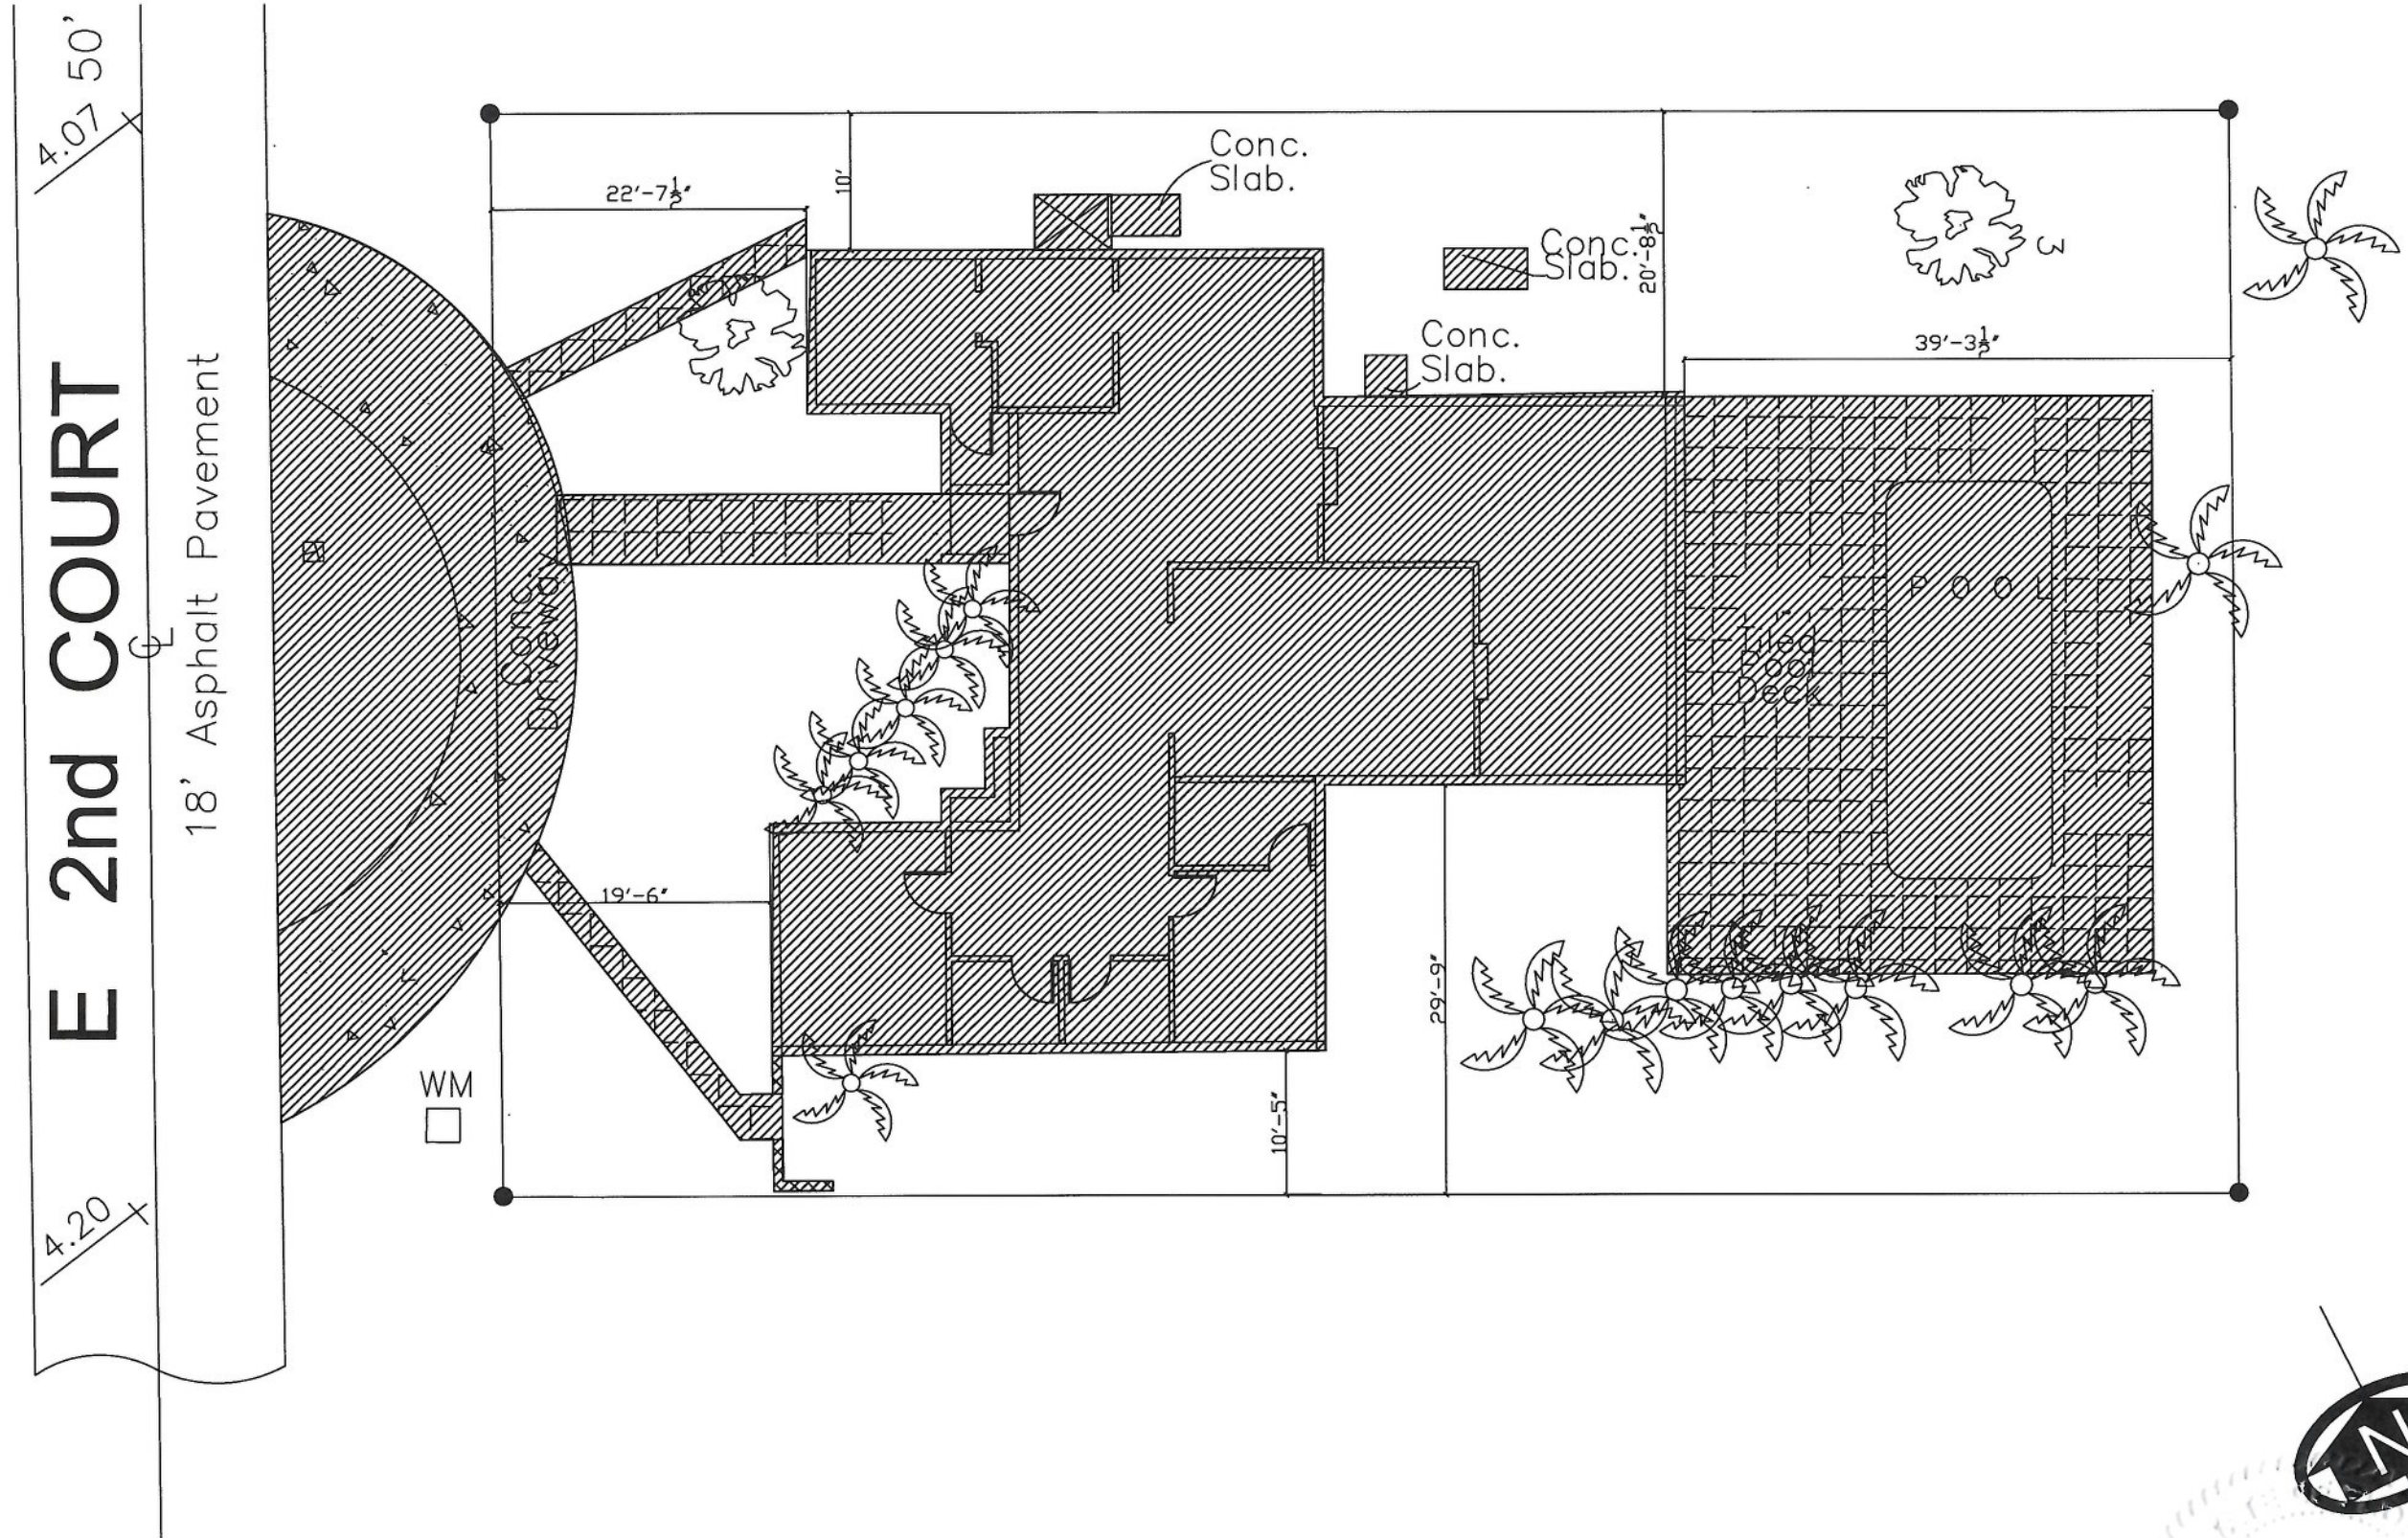 50'
4.07
E 2nd COURT
CL
18' Asphalt Pavement
4.20
Conc.
Driveway
WM
22'-7½"
10'
Conc.
Slab.
Conc.
Slab.
20'-8½"
Conc.
Slab.
3
39'-3½"
POOL
Tiled
Pool
Deck
19'-6"
29'-9"
10'-5"
N